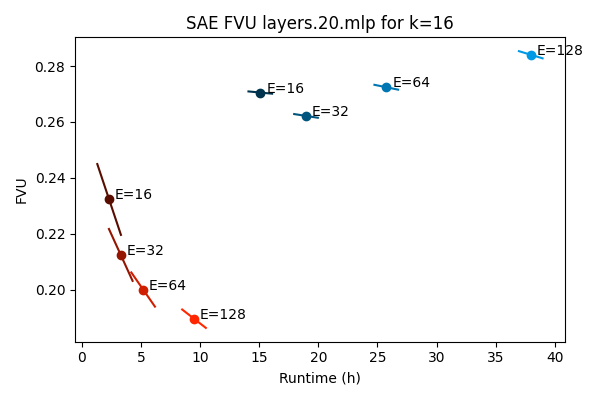 SAE FVU layers.20.mlp for k=16
FVU
0.28
0.26
0.24
0.22
0.20
E=128
E=64
E=16
E=32
E=16
E=32
E=64
E=128
0 5 10 15 20 25 30 35 40
Runtime (h)